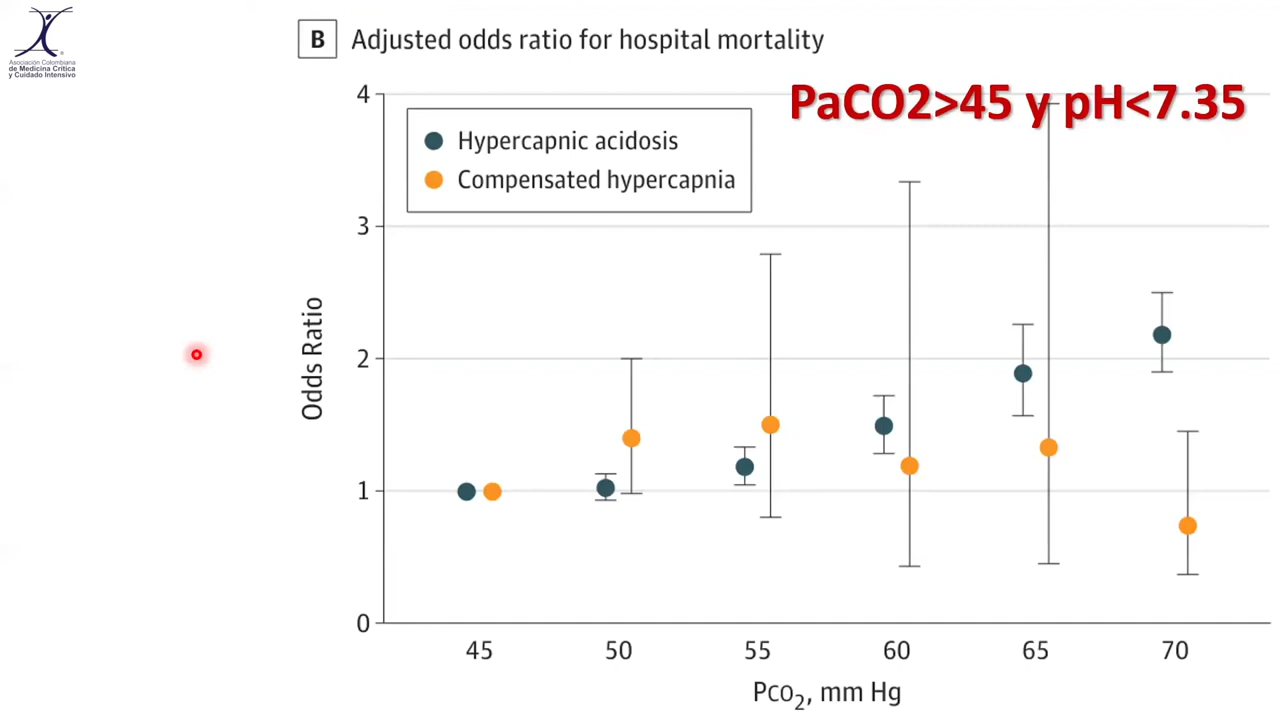 Asociación Colombiana
de Medicina Crítica
y Cuidado Intensivo
B Adjusted odds ratio for hospital mortality
PaCO2>45 y pH<7.35
Hypercapnic acidosis
Compensated hypercapnia
Odds Ratio
4
3
2
1
0
45 50 55 60 65 70
PCO2, mm Hg